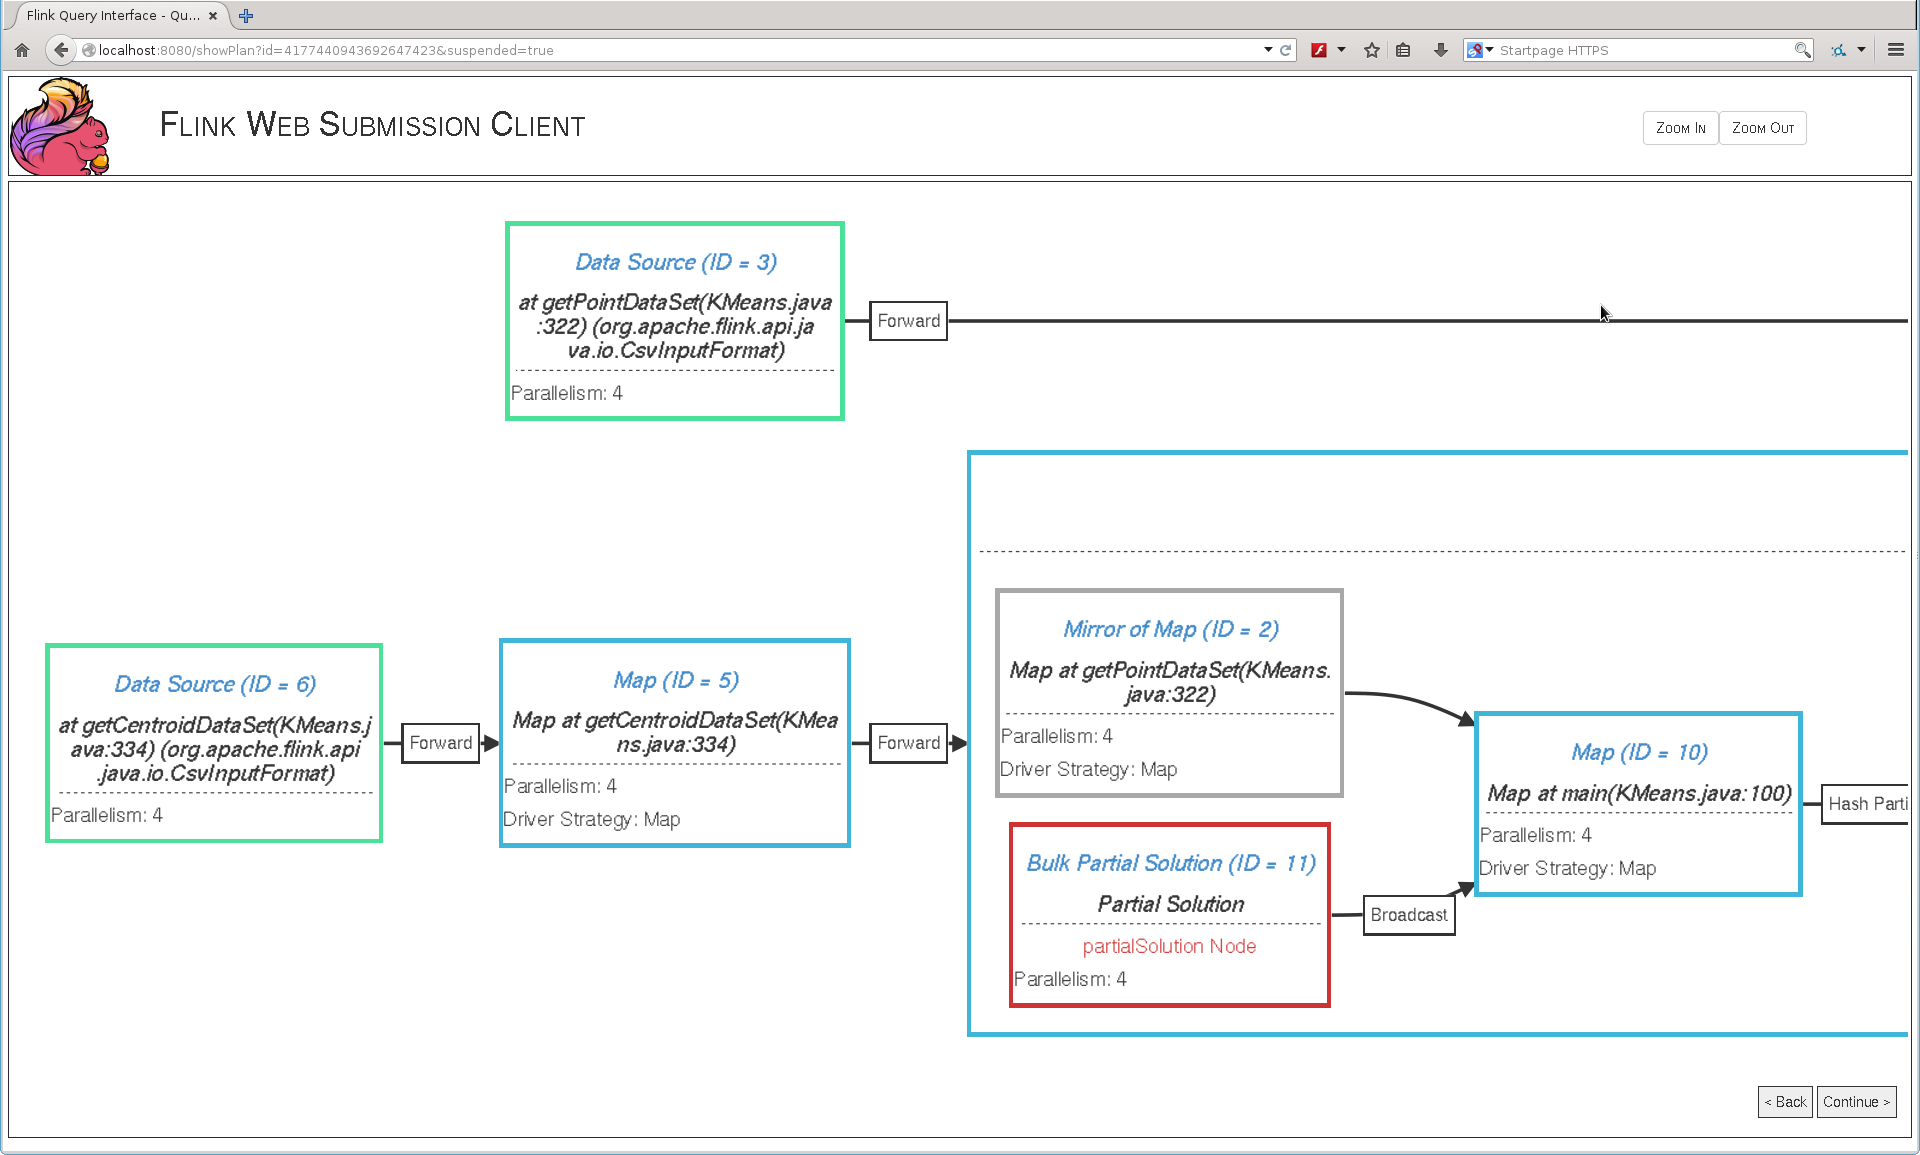 Flink Query Interface - Qu...
localhost:8080/showPlan?id=4177440943692647423&suspended=true
Startpage HTTPS
Flink Web Submission Client
Zoom In
Zoom Out
Data Source (ID = 3)
at getPointDataSet(KMeans.java
:322) (org.apache.flink.api.ja
va.io.CsvInputFormat)
Parallelism: 4
Forward
Data Source (ID = 6)
at getCentroidDataSet(KMeans.j
ava:334) (org.apache.flink.api
.java.io.CsvInputFormat)
Parallelism: 4
Forward
Map (ID = 5)
Map at getCentroidDataSet(KMea
ns.java:334)
Parallelism: 4
Driver Strategy: Map
Forward
Mirror of Map (ID = 2)
Map at getPointDataSet(KMeans.
java:322)
Parallelism: 4
Driver Strategy: Map
Bulk Partial Solution (ID = 11)
Partial Solution
partialSolution Node
Parallelism: 4
Broadcast
Map (ID = 10)
Map at main(KMeans.java:100)
Parallelism: 4
Driver Strategy: Map
Hash Parti
< Back
Continue >